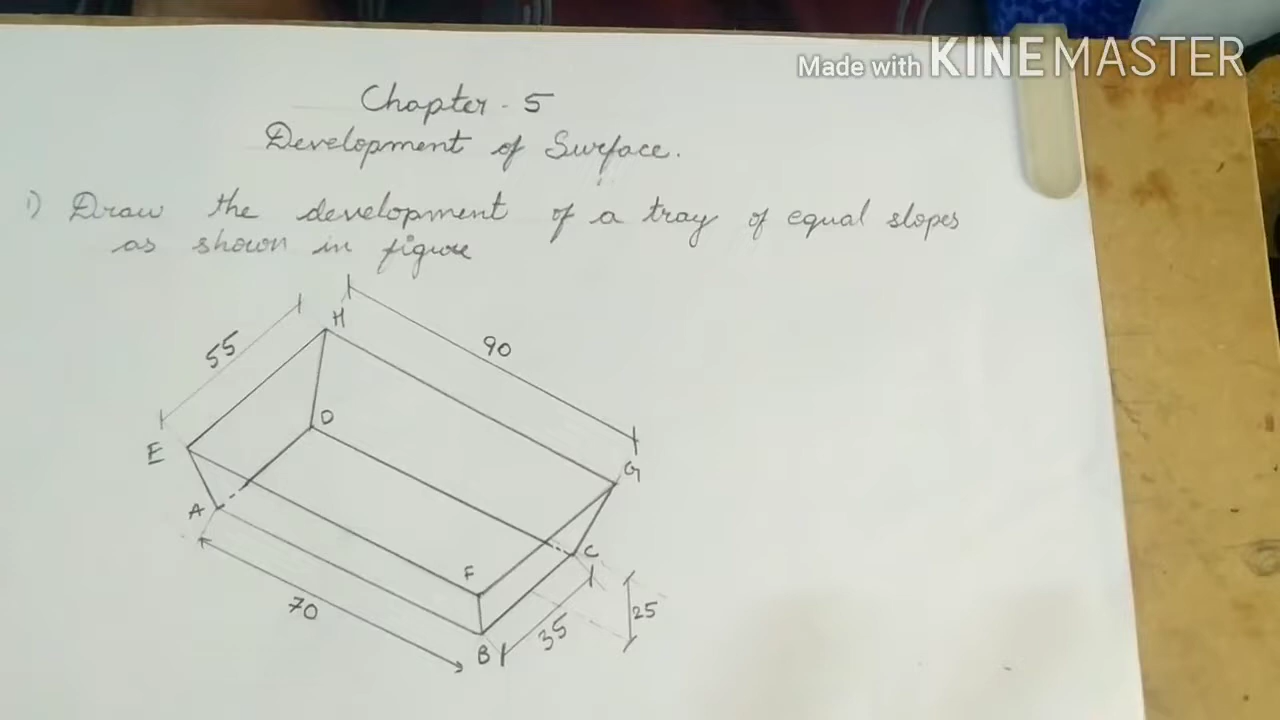 Made with KINEMASTER
Chapter - 5
Development of Surface.
1) Draw the development of a tray of equal slopes
as shown in figure
H
55
90
D
E
G
A
C
F
70
25
35
B